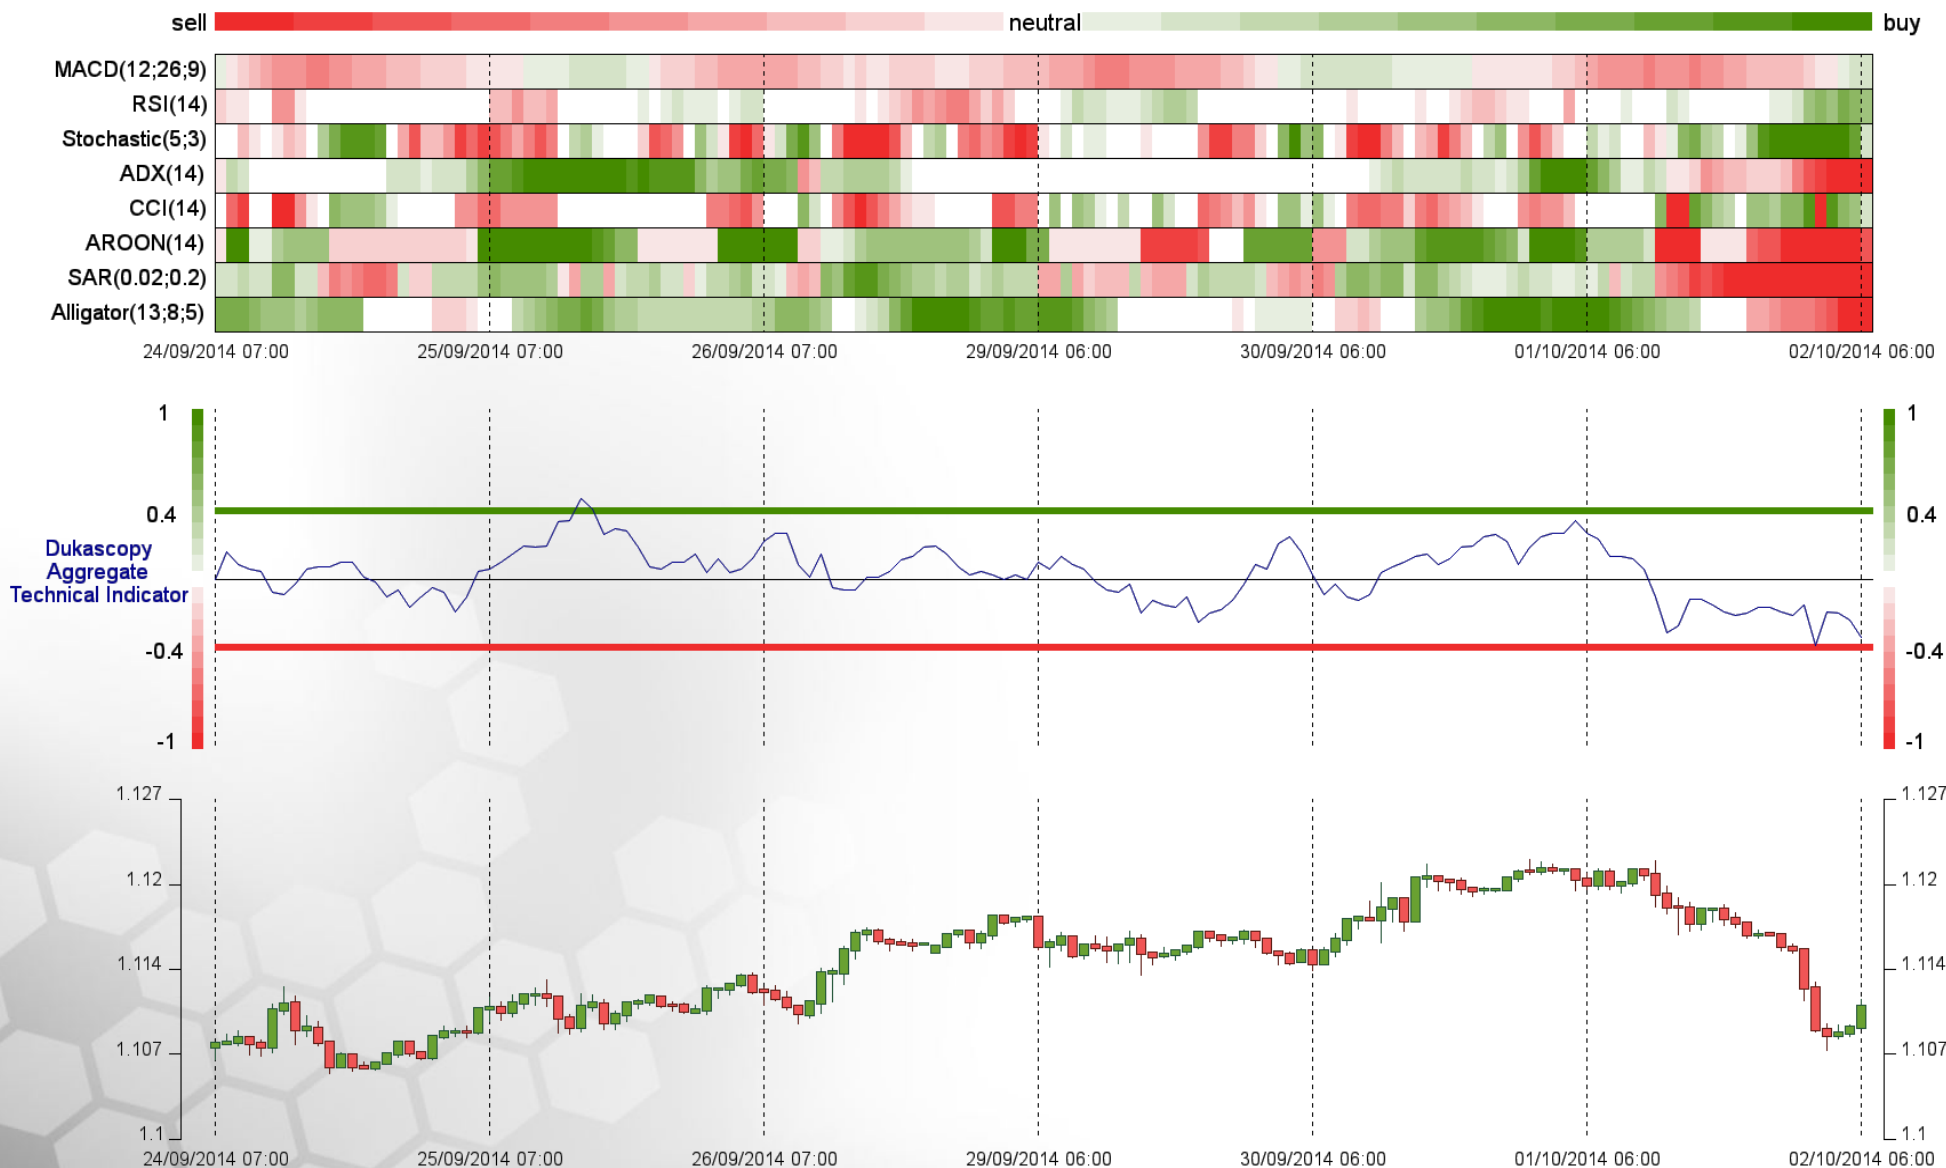 sell neutral buy
MACD(12;26;9)
RSI(14)
Stochastic(5;3)
ADX(14)
CCI(14)
AROON(14)
SAR(0.02;0.2)
Alligator(13;8;5)
24/09/2014 07:00 25/09/2014 07:00 26/09/2014 07:00 29/09/2014 06:00 30/09/2014 06:00 01/10/2014 06:00 02/10/2014 06:00
1 1
0.4 0.4
Dukascopy
Aggregate
Technical Indicator
-0.4 -0.4
-1 -1
1.127 1.127
1.12 1.12
1.114 1.114
1.107 1.107
1.1 1.1
24/09/2014 07:00 25/09/2014 07:00 26/09/2014 07:00 29/09/2014 06:00 30/09/2014 06:00 01/10/2014 06:00 02/10/2014 06:00